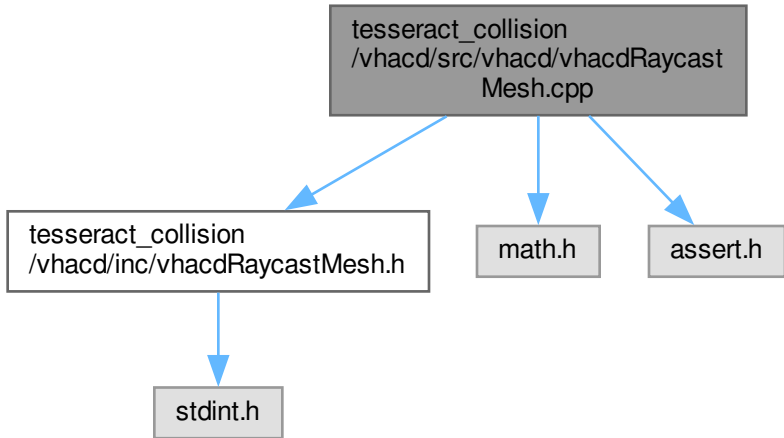 tesseract_collision
/vhacd/src/vhacd/vhacdRaycast
Mesh.cpp
tesseract_collision
/vhacd/inc/vhacdRaycastMesh.h
math.h
assert.h
stdint.h